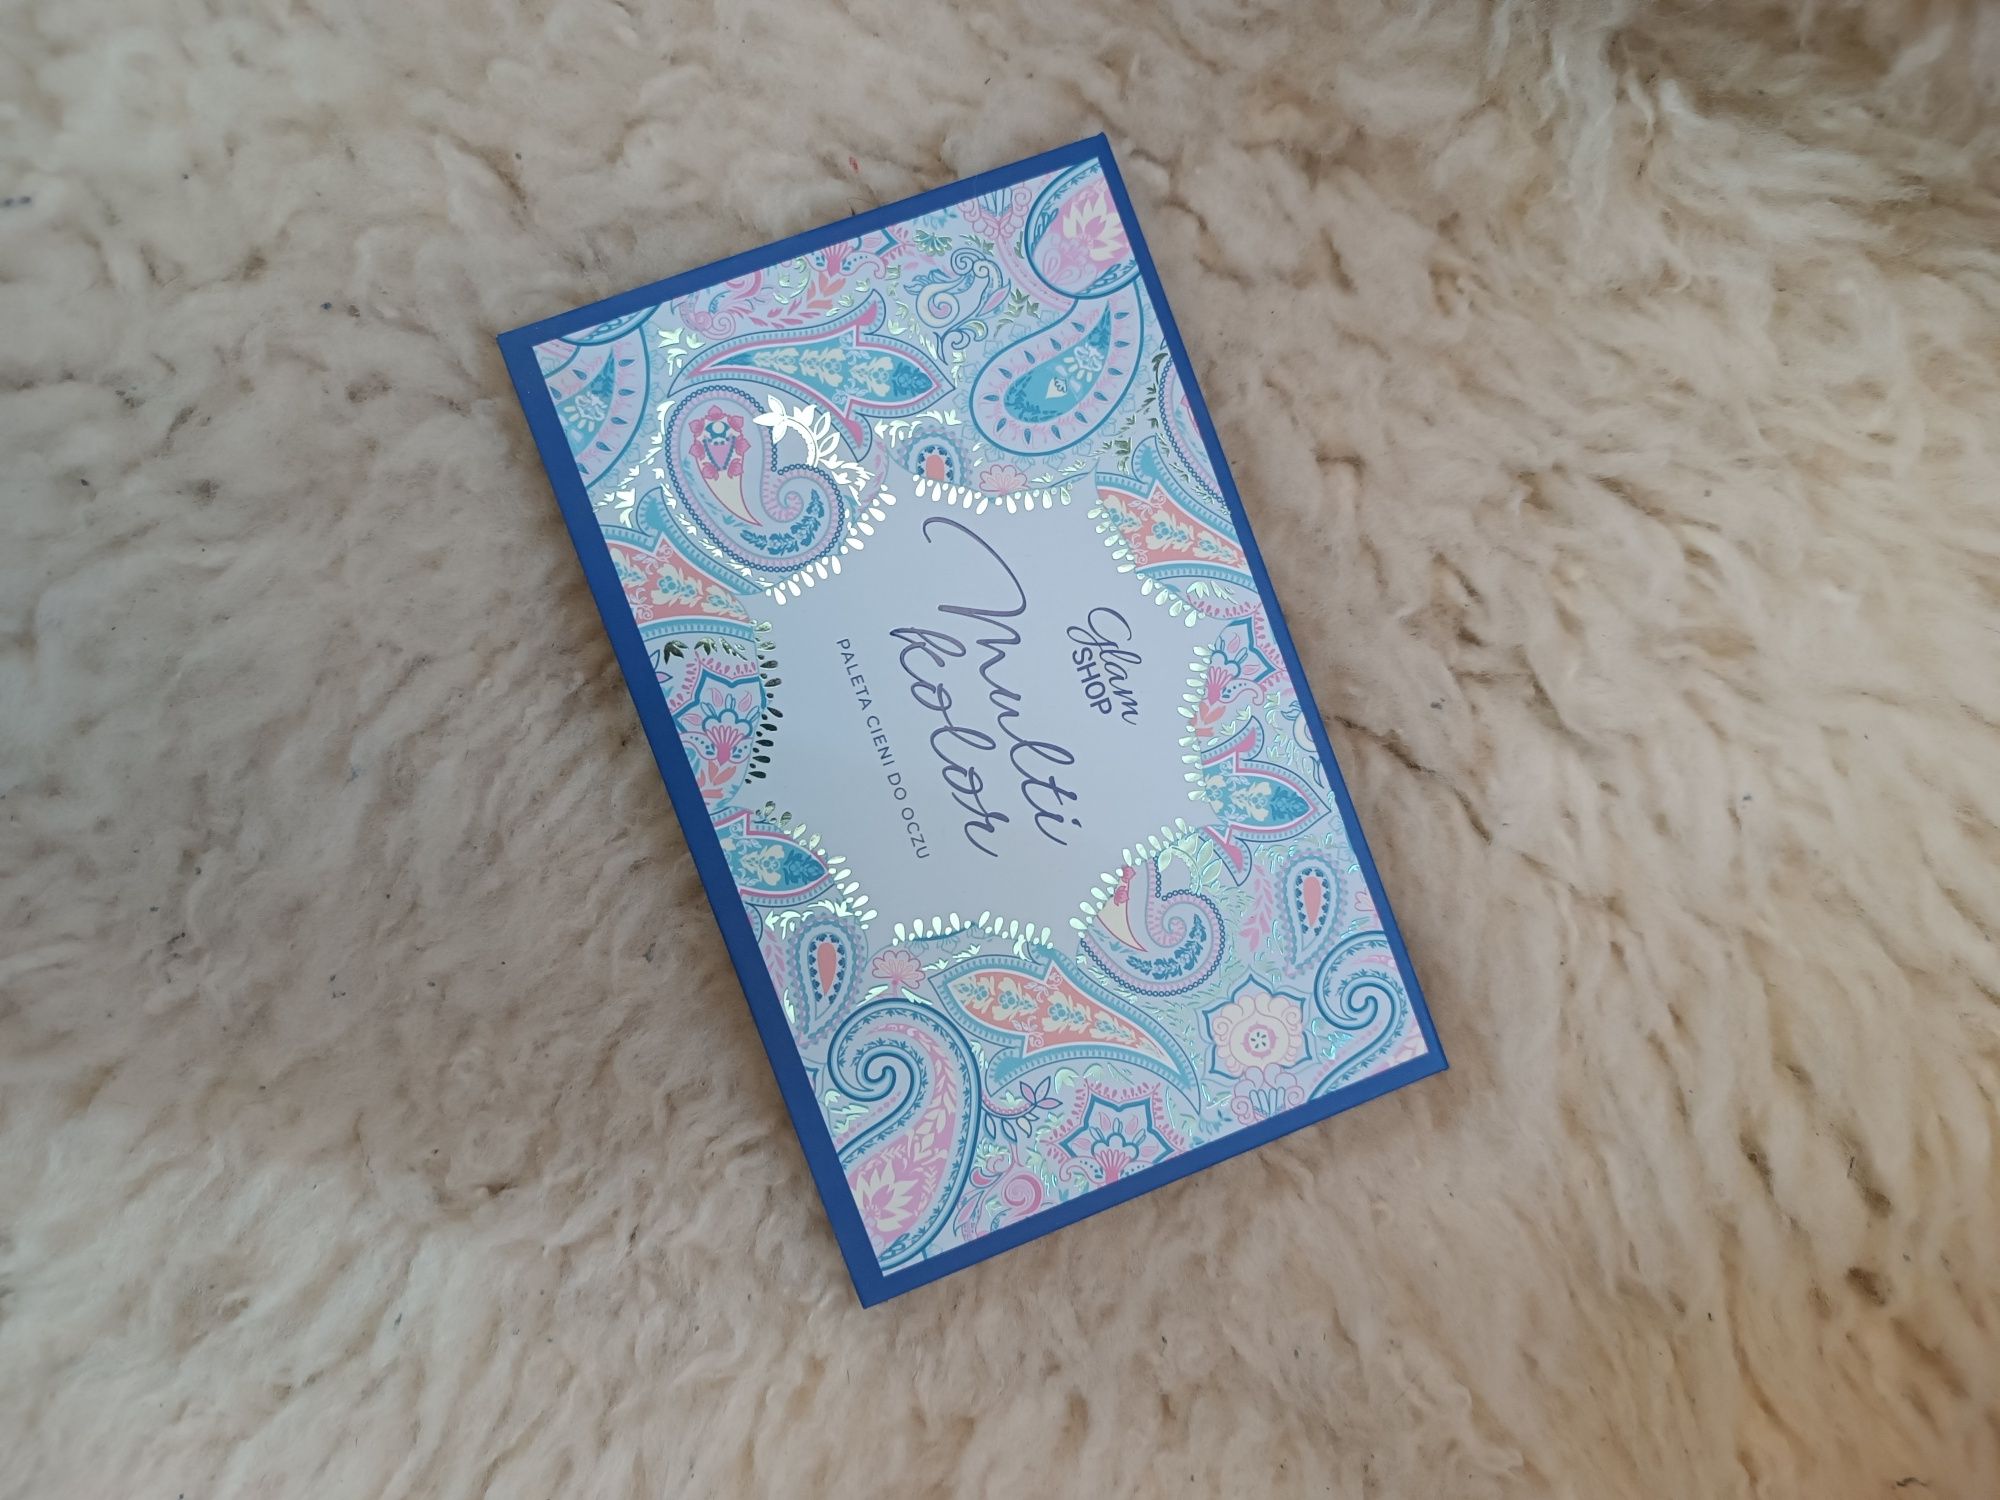 Glam
SHOP
Multi
kolor
PALETA CIENI DO OCZU